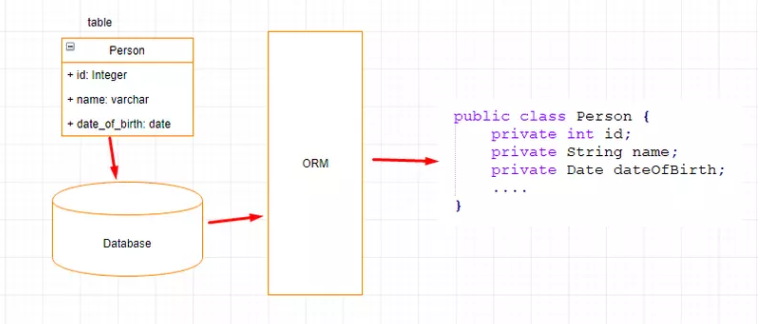 table
Person
+ id: Integer
+ name: varchar
+ date_of_birth: date
Database
ORM
public class Person {
private int id;
private String name;
private Date dateOfBirth;
....
}